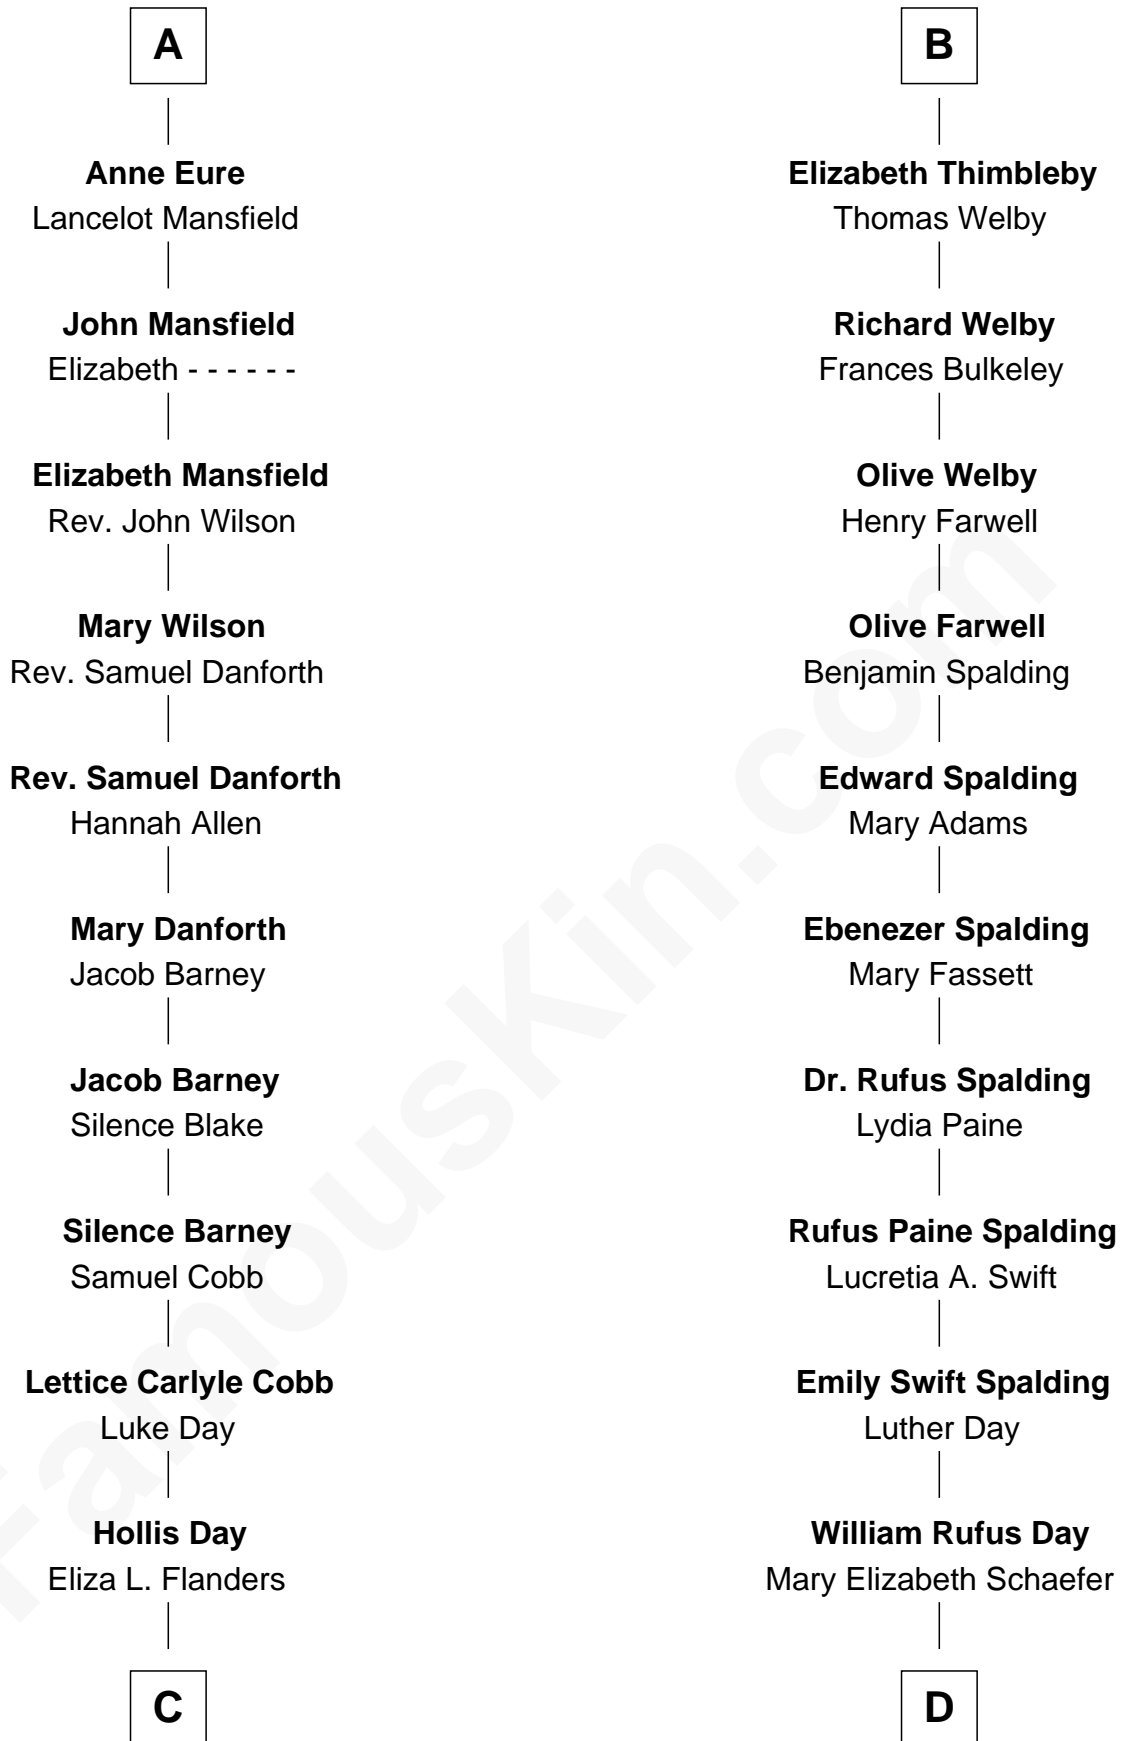 A
Anne Eure
Lancelot Mansfield
John Mansfield
Elizabeth - - - - - -
Elizabeth Mansfield
Rev. John Wilson
Mary Wilson
Rev. Samuel Danforth
Rev. Samuel Danforth
Hannah Allen
Mary Danforth
Jacob Barney
Jacob Barney
Silence Blake
Silence Barney
Samuel Cobb
Lettice Carlyle Cobb
Luke Day
Hollis Day
Eliza L. Flanders
C
B
Elizabeth Thimbleby
Thomas Welby
Richard Welby
Frances Bulkeley
Olive Welby
Henry Farwell
Olive Farwell
Benjamin Spalding
Edward Spalding
Mary Adams
Ebenezer Spalding
Mary Fassett
Dr. Rufus Spalding
Lydia Paine
Rufus Paine Spalding
Lucretia A. Swift
Emily Swift Spalding
Luther Day
William Rufus Day
Mary Elizabeth Schaefer
D
FamousKin.com